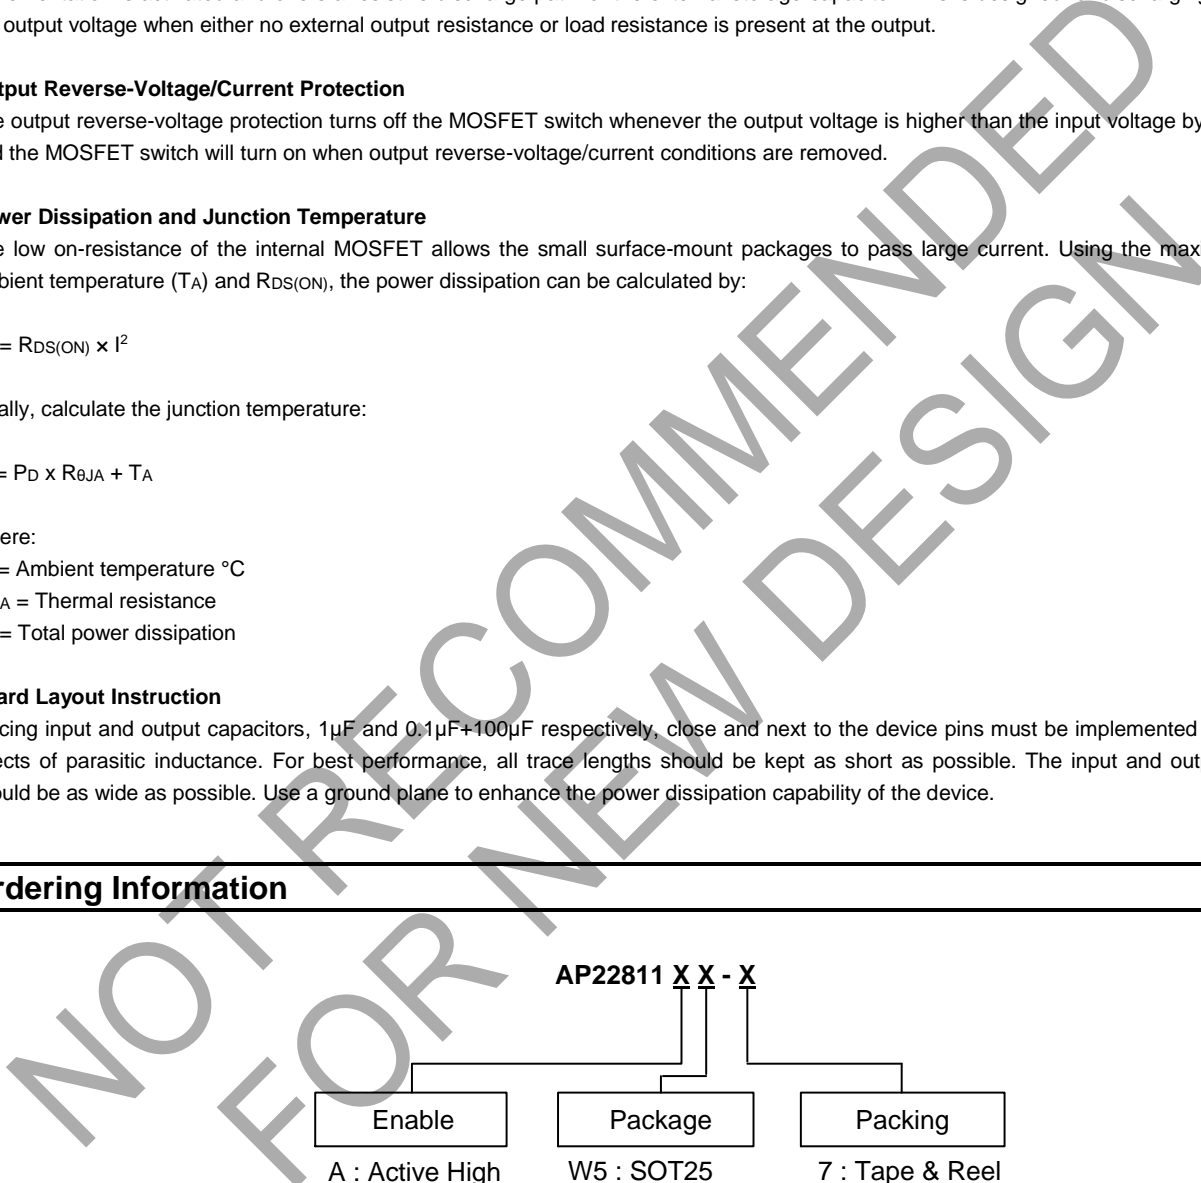 output voltage when either no external output resistance or load resistance is present at the output.
tput Reverse-Voltage/Current Protection
e output reverse-voltage protection turns off the MOSFET switch whenever the output voltage is higher than the input voltage by
d the MOSFET switch will turn on when output reverse-voltage/current conditions are removed.
wer Dissipation and Junction Temperature
e low on-resistance of the internal MOSFET allows the small surface-mount packages to pass large current. Using the max
bient temperature (TA) and RDS(ON), the power dissipation can be calculated by:
= RDS(ON) × I²
ally, calculate the junction temperature:
= PD x RθJA + TA
ere:
= Ambient temperature °C
A = Thermal resistance
= Total power dissipation
ard Layout Instruction
cing input and output capacitors, 1µF and 0.1µF+100µF respectively, close and next to the device pins must be implemented
ects of parasitic inductance. For best performance, all trace lengths should be kept as short as possible. The input and out
ould be as wide as possible. Use a ground plane to enhance the power dissipation capability of the device.
rdering Information
AP22811 X X - X
Enable Package Packing
A : Active High W5 : SOT25 7 : Tape & Reel
NOT RECOMMENDED
FOR NEW DESIGN